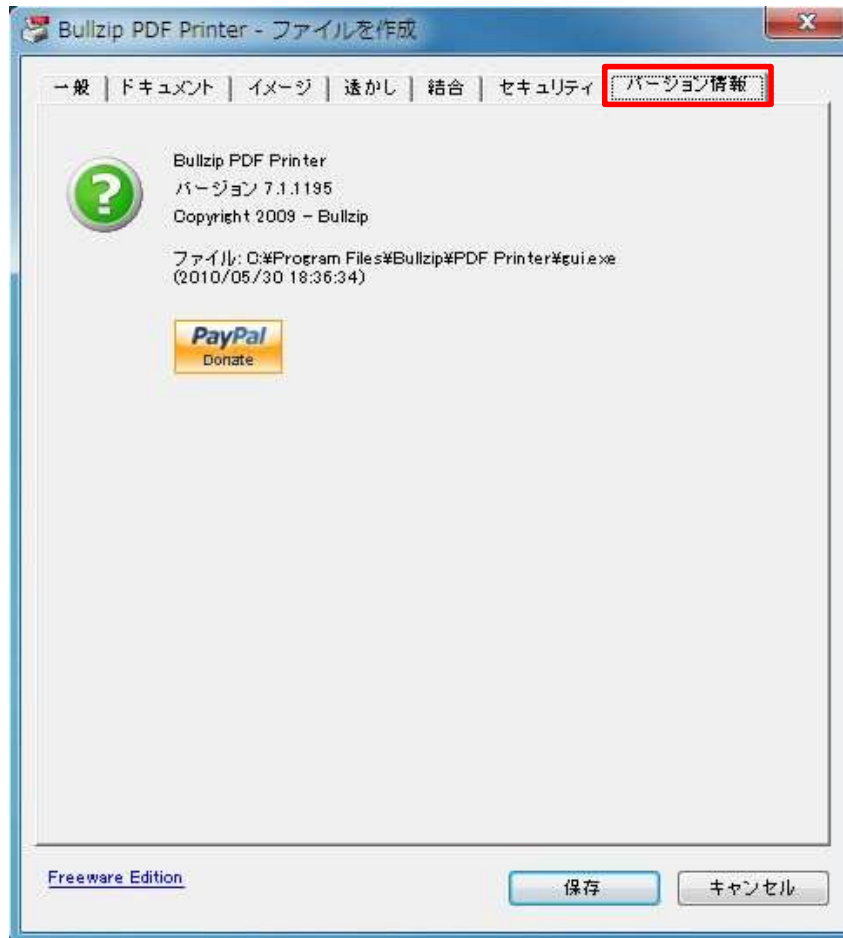 Bullzip PDF Printer - ファイルを作成
一般 | ドキュメント | イメージ | 透かし | 結合 | セキュリティ バージョン情報
Bullzip PDF Printer
バージョン 7.1.1195
Copyright 2009 - Bullzip
ファイル: C:¥Program Files¥Bullzip¥PDF Printer¥gui.exe
(2010/05/30 18:36:34)
PayPal
Donate
Freeware Edition
保存 キャンセル